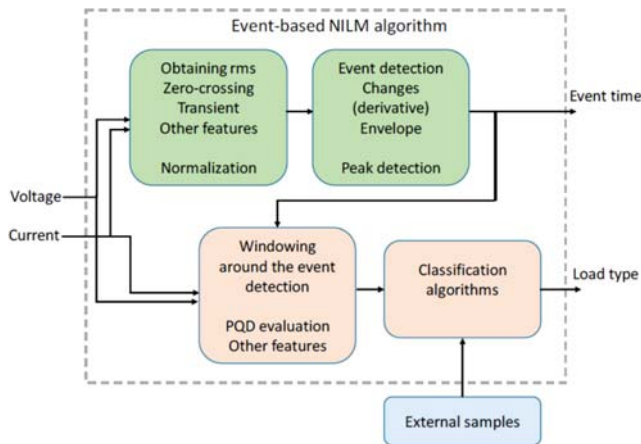 Event-based NILM algorithm
Obtaining rms
Zero-crossing
Transient
Other features
Normalization
Event detection
Changes
(derivative)
Envelope
Peak detection
Event time
Voltage
Current
Windowing
around the event
detection
PQD evaluation
Other features
Classification
algorithms
Load type
External samples